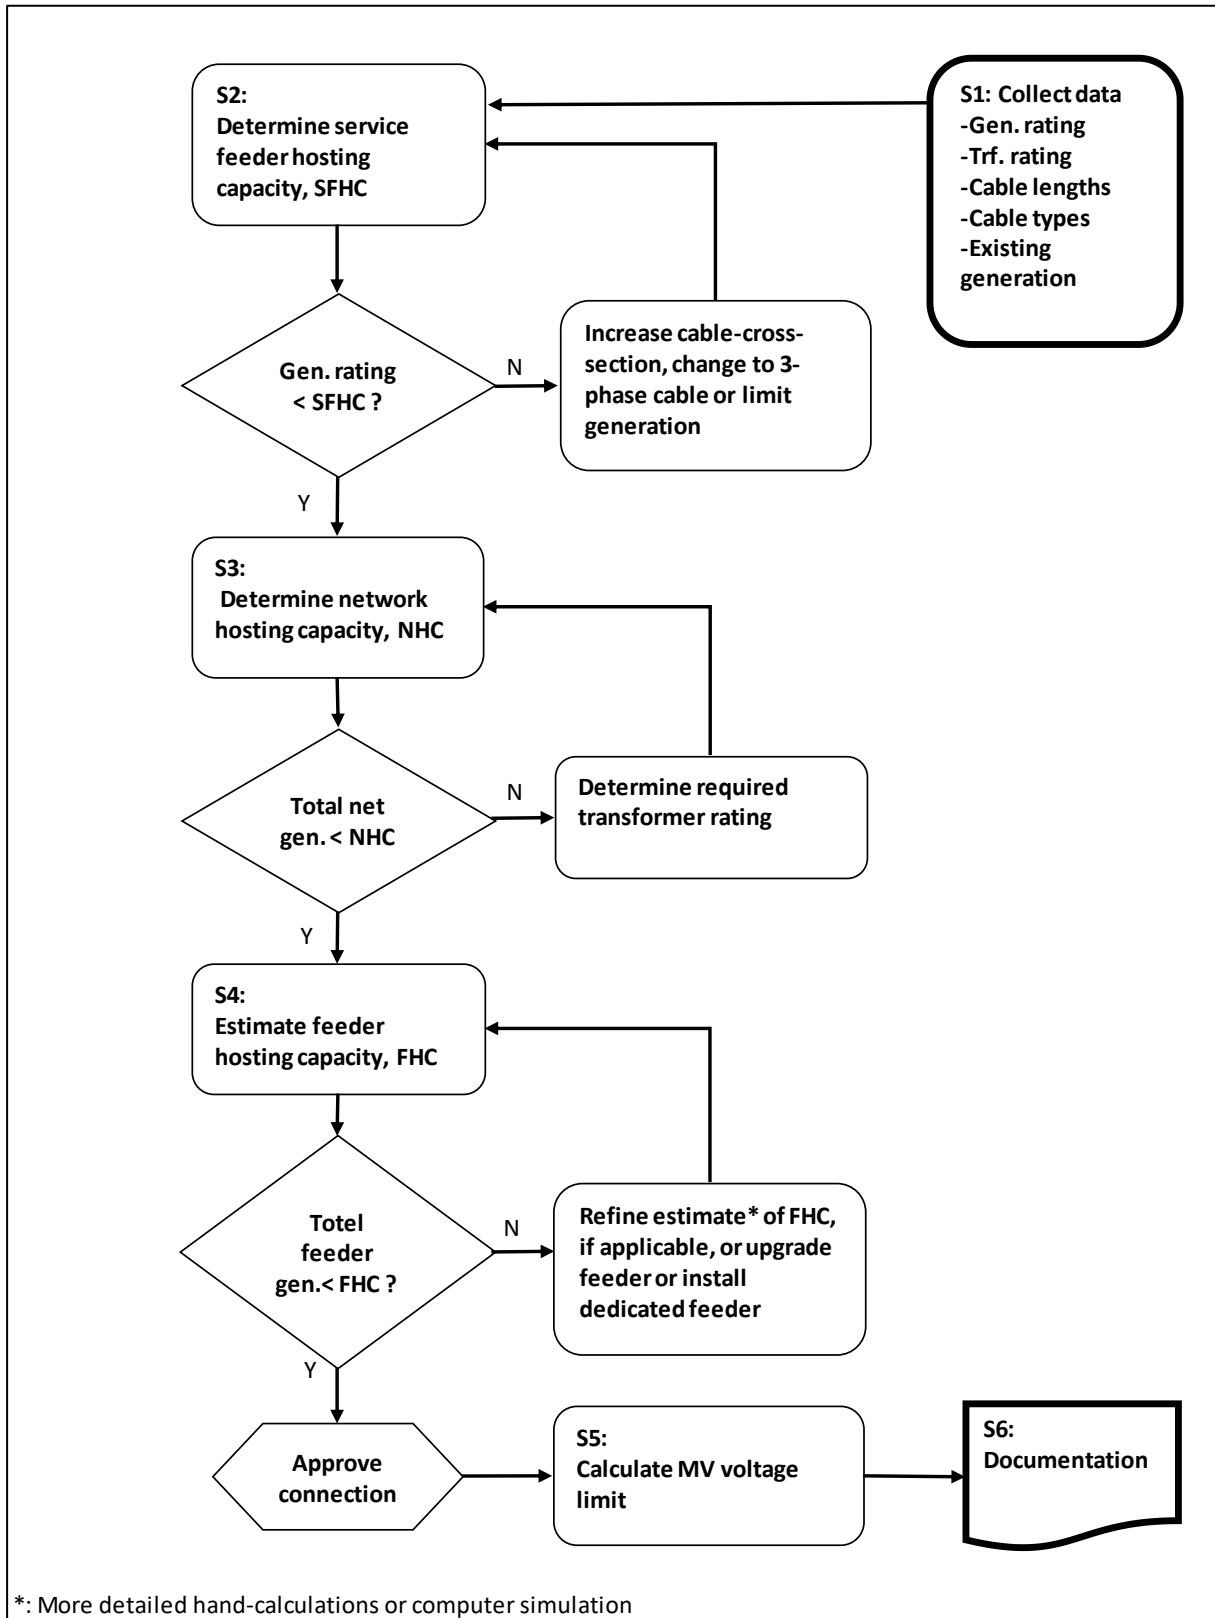 S2:
Determine service
feeder hosting
capacity, SFHC
S1: Collect data
-Gen. rating
-Trf. rating
-Cable lengths
-Cable types
-Existing
generation
Gen. rating
< SFHC ?
N
Increase cable-cross-
section, change to 3-
phase cable or limit
generation
Y
S3:
Determine network
hosting capacity, NHC
Total net
gen. < NHC
N
Determine required
transformer rating
Y
S4:
Estimate feeder
hosting capacity, FHC
Totel
feeder
gen.< FHC ?
N
Refine estimate* of FHC,
if applicable, or upgrade
feeder or install
dedicated feeder
Y
Approve
connection
S5:
Calculate MV voltage
limit
S6:
Documentation
*: More detailed hand-calculations or computer simulation